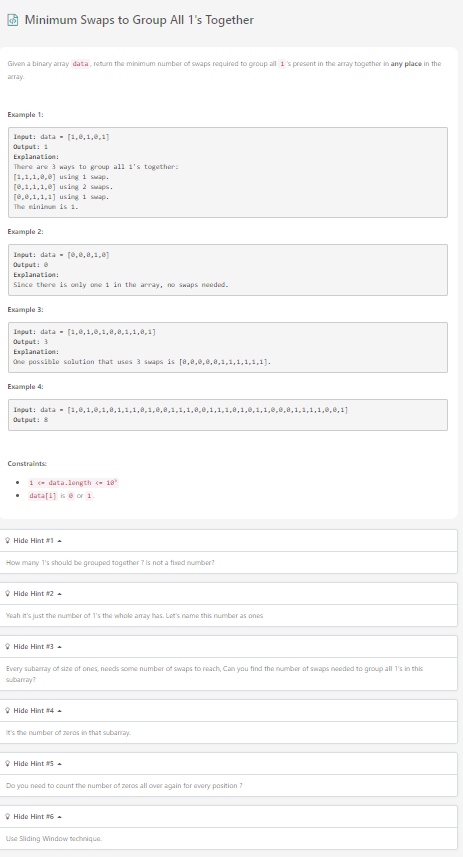 Minimum Swaps to Group All 1's Together
Given a binary array data, return the minimum number of swaps required to group all 1's present in the array together in any place in the
array.
Example 1:
Input: data = [1,0,1,0,1]
Output: 1
Explanation:
There are 3 ways to group all 1's together:
[1,1,1,0,0] using 1 swap.
[0,1,1,1,0] using 2 swaps.
[0,0,1,1,1] using 1 swap.
The minimum is 1.
Example 2:
Input: data = [0,0,0,1,0]
Output: 0
Explanation:
Since there is only one 1 in the array, no swaps needed.
Example 3:
Input: data = [1,0,1,0,1,0,0,1,1,0,1]
Output: 3
Explanation:
One possible solution that uses 3 swaps is [0,0,0,0,0,1,1,1,1,1,1].
Example 4:
Input: data = [1,0,1,0,1,0,1,1,1,0,1,0,0,1,1,1,0,0,1,1,1,0,1,0,1,1,0,0,0,1,1,1,1,0,0,1]
Output: 8
Constraints:
• 1 <= data.length <= 10⁵
• data[i] is 0 or 1.
Hide Hint #1
How many 1's should be grouped together ? Is not a fixed number?
Hide Hint #2
Yeah it's just the number of 1's the whole array has. Let's name this number as ones
Hide Hint #3
Every subarray of size of ones, needs some number of swaps to reach, Can you find the number of swaps needed to group all 1's in this
subarray?
Hide Hint #4
It's the number of zeros in that subarray.
Hide Hint #5
Do you need to count the number of zeros all over again for every position ?
Hide Hint #6
Use Sliding Window technique.